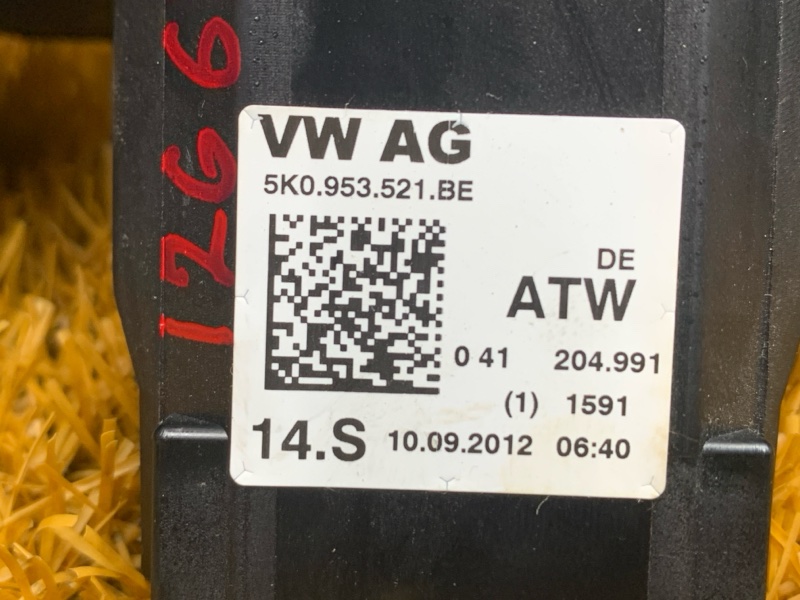 1266
VW AG
5K0.953.521.BE
DE
ATW
0 41 204.991
(1) 1591
14.S 10.09.2012 06:40